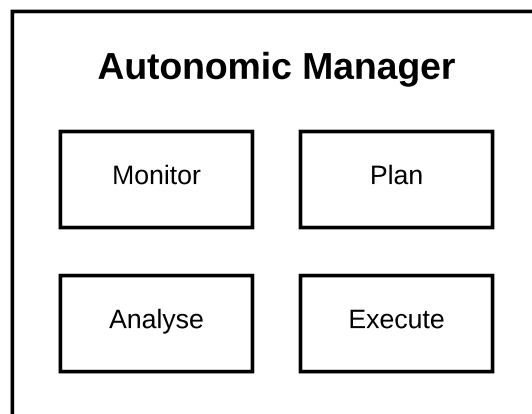 Autonomic Manager
Monitor
Plan
Analyse
Execute